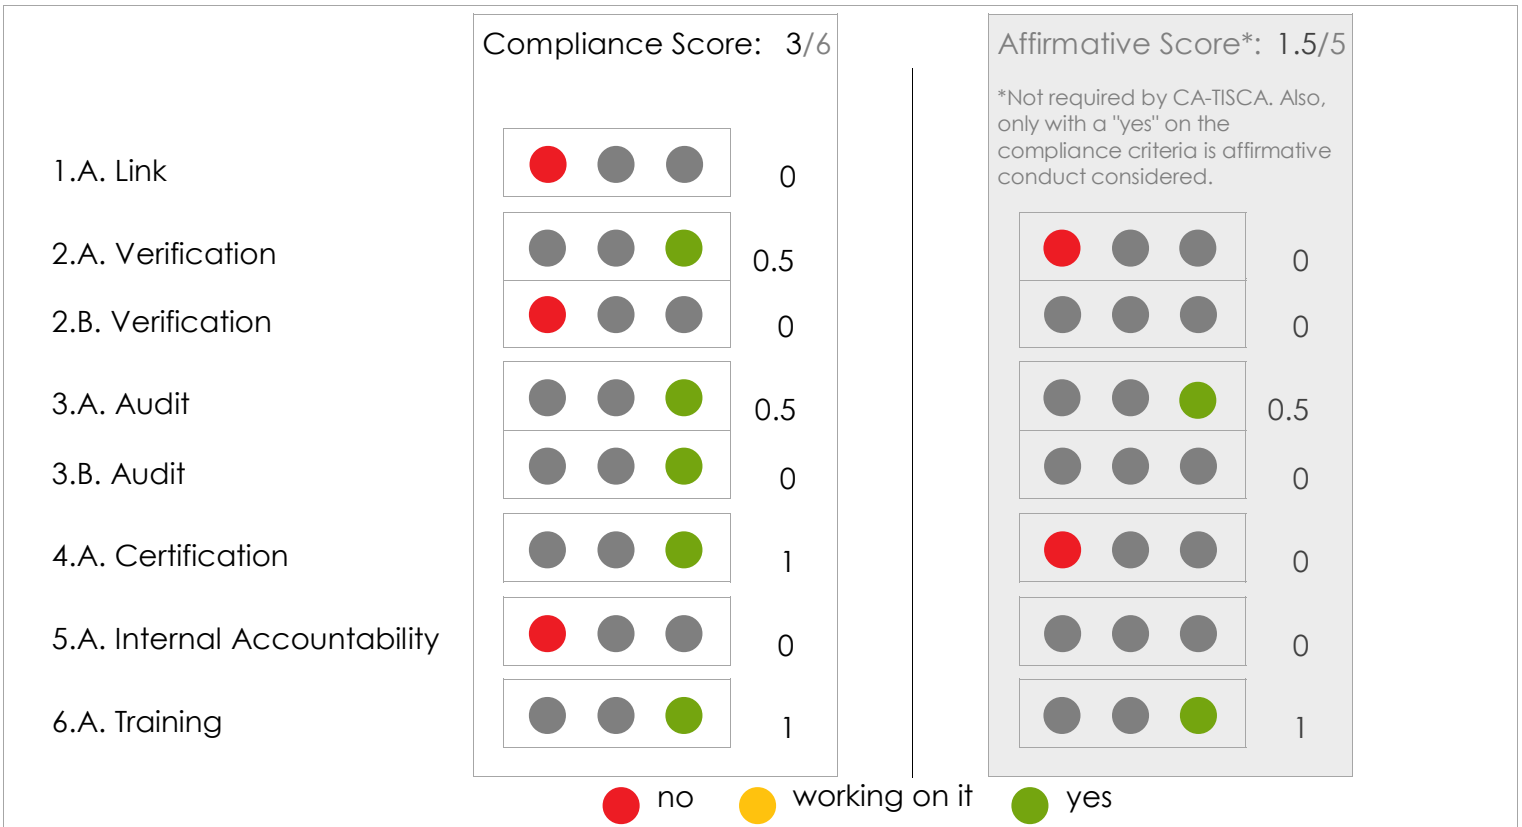 Compliance Score: 3/6
Affirmative Score*: 1.5/5
*Not required by CA-TISCA. Also,
only with a "yes" on the
compliance criteria is affirmative
conduct considered.
1.A. Link 0
2.A. Verification 0.5 0
2.B. Verification 0 0
3.A. Audit 0.5 0.5
3.B. Audit 0 0
4.A. Certification 1 0
5.A. Internal Accountability 0 0
6.A. Training 1 1
no working on it yes